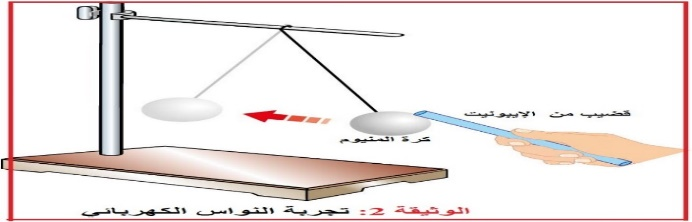 قضيب من الإيبونيت
كرة المنيوم
الوثيقة 2: تجربة النواس الكهربائي